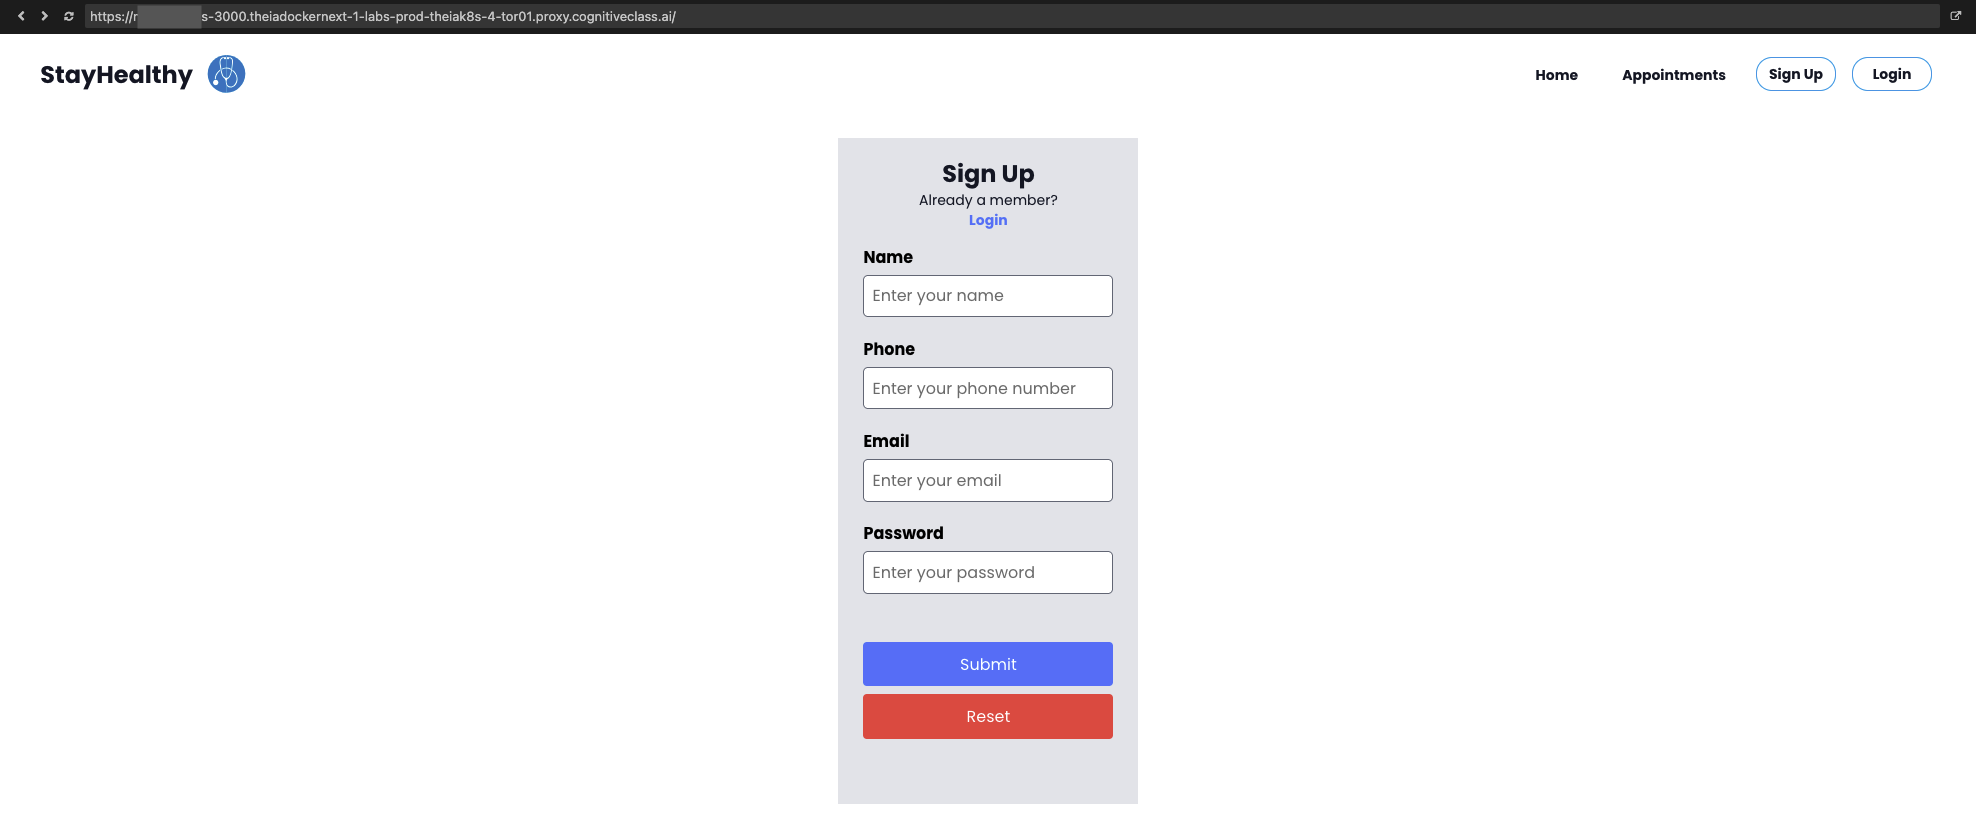 https://r s-3000.theiadockernext-1-labs-prod-theiak8s-4-tor01.proxy.cognitiveclass.ai/
StayHealthy
Home Appointments Sign Up Login
Sign Up
Already a member?
Login
Name
Enter your name
Phone
Enter your phone number
Email
Enter your email
Password
Enter your password
Submit
Reset